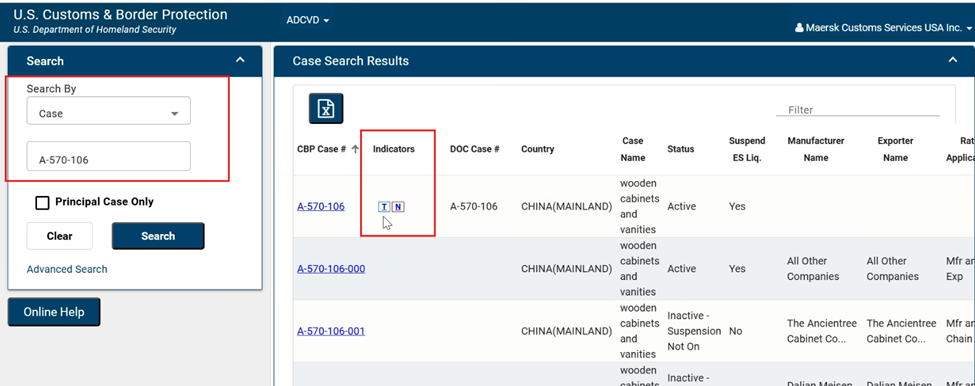 U.S. Customs & Border Protection
U.S. Department of Homeland Security
ADCVD
Maersk Customs Services USA Inc.
Search
Search By
Case
A-570-106
Principal Case Only
Clear
Search
Advanced Search
Online Help
Case Search Results
Filter
CBP Case # Indicators DOC Case # Country Case Name Status Suspend ES Liq. Manufacturer Name Exporter Name Rat Applica
A-570-106 T N A-570-106 CHINA(MAINLAND) wooden cabinets and vanities Active Yes
A-570-106-000 CHINA(MAINLAND) wooden cabinets and vanities Active Yes All Other Companies All Other Companies Mfr an Exp
A-570-106-001 CHINA(MAINLAND) wooden cabinets and vanities Inactive - Suspension Not On No The Ancientree Cabinet Co... The Ancientree Cabinet Co... Mfr an Chain
wooden Inactive - Dalian Meisen Dalian Meisen